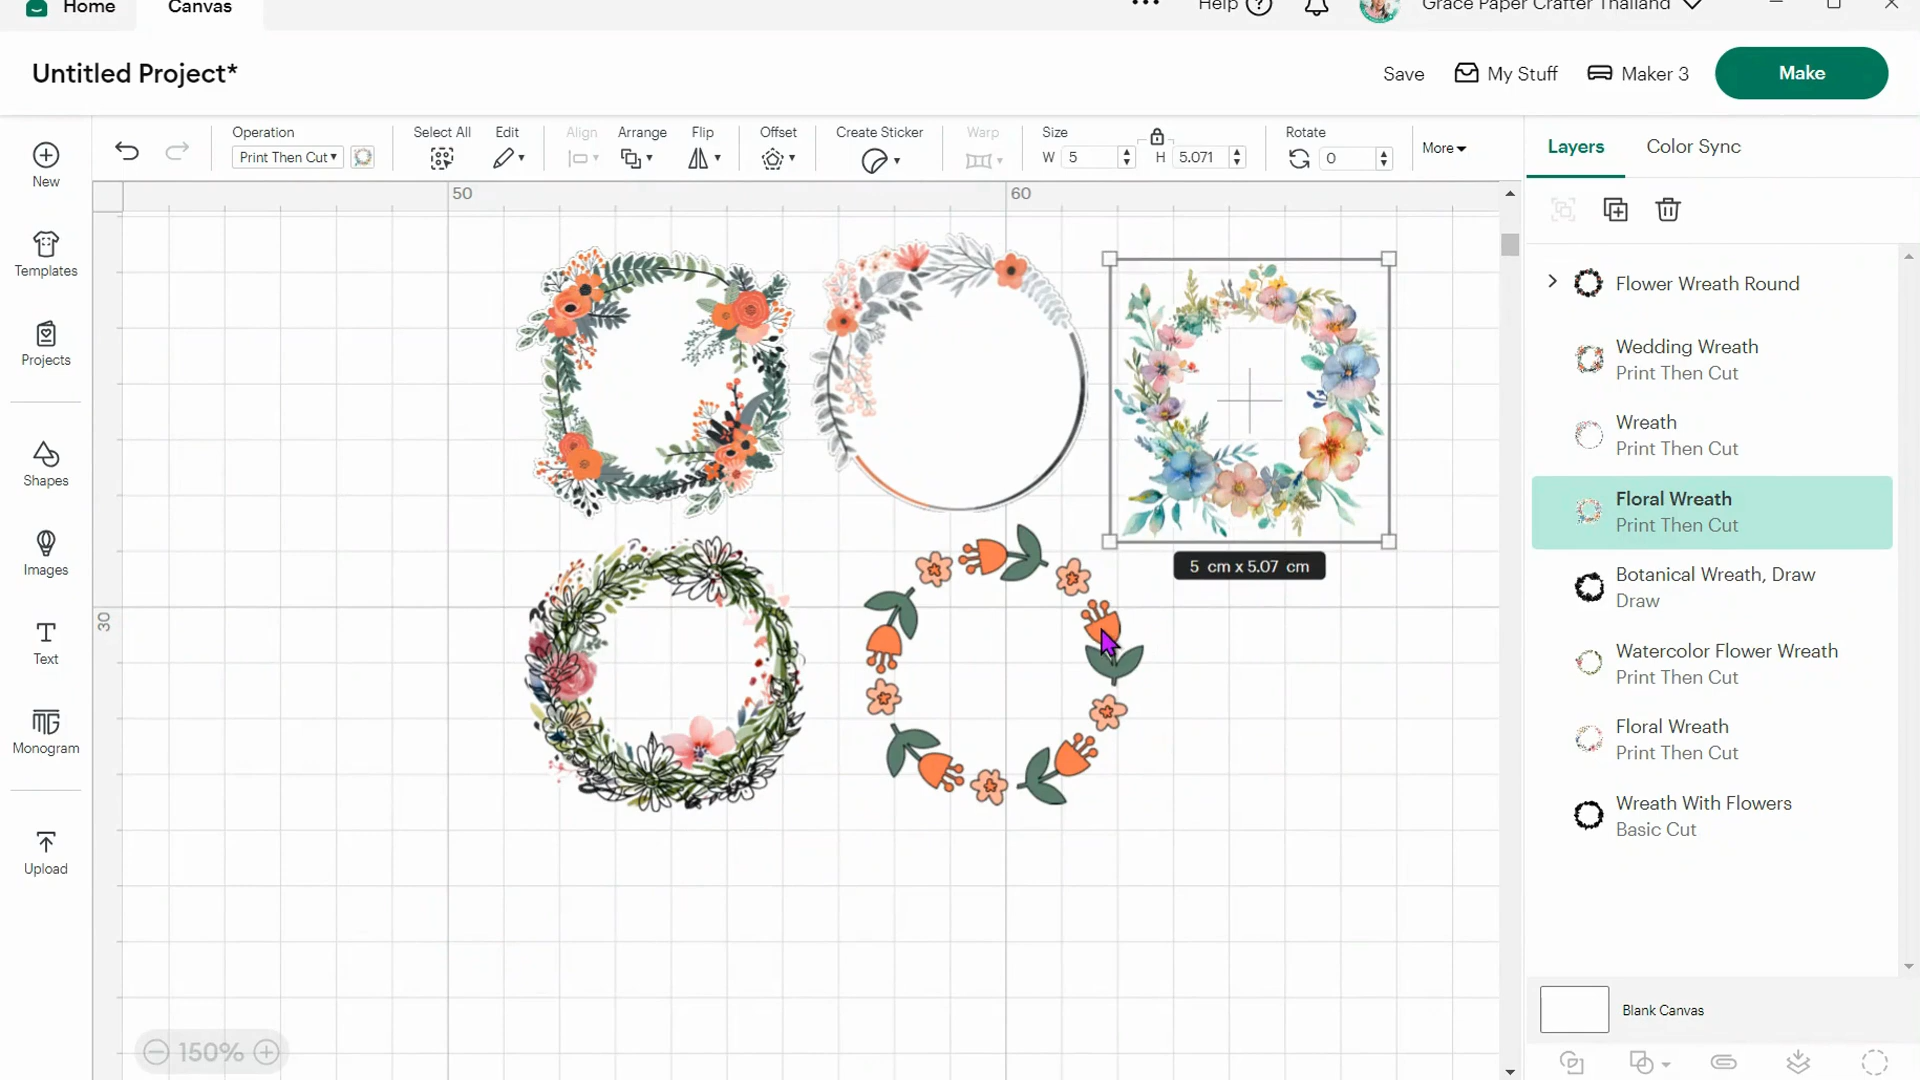 Home
Canvas
Help
Grace Paper Crafter Thailand
Untitled Project*
Save
My Stuff
Maker 3
Make
New
Templates
Projects
Shapes
Images
Text
Monogram
Upload
Operation
Print Then Cut
Select All
Edit
Align
Arrange
Flip
Offset
Create Sticker
Warp
Size
W 5
H 5.071
Rotate
0
More
50
60
30
5 cm x 5.07 cm
150%
Layers
Color Sync
Flower Wreath Round
Wedding Wreath
Print Then Cut
Wreath
Print Then Cut
Floral Wreath
Print Then Cut
Botanical Wreath, Draw
Draw
Watercolor Flower Wreath
Print Then Cut
Floral Wreath
Print Then Cut
Wreath With Flowers
Basic Cut
Blank Canvas